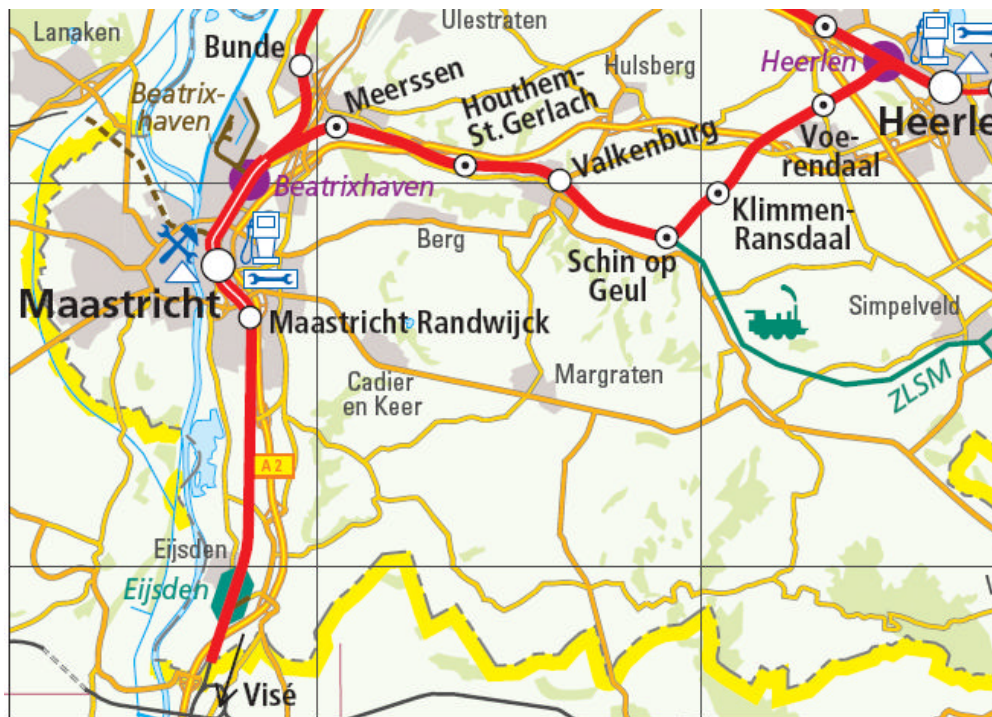 Lanaken
Ulestraten
Bunde
Hulsberg
Heerlen
Meerssen
Houthem-
St.Gerlach
Beatrix-
haven
Heerle
Voe-
rendaal
Valkenburg
Beatrixhaven
Klimmen-
Ransdaal
Berg
Schin op
Geul
Maastricht
Simpelveld
Maastricht Randwijck
Cadier
en Keer
Margraten
ZLSM
A 2
Eijsden
Eijsden
Visé